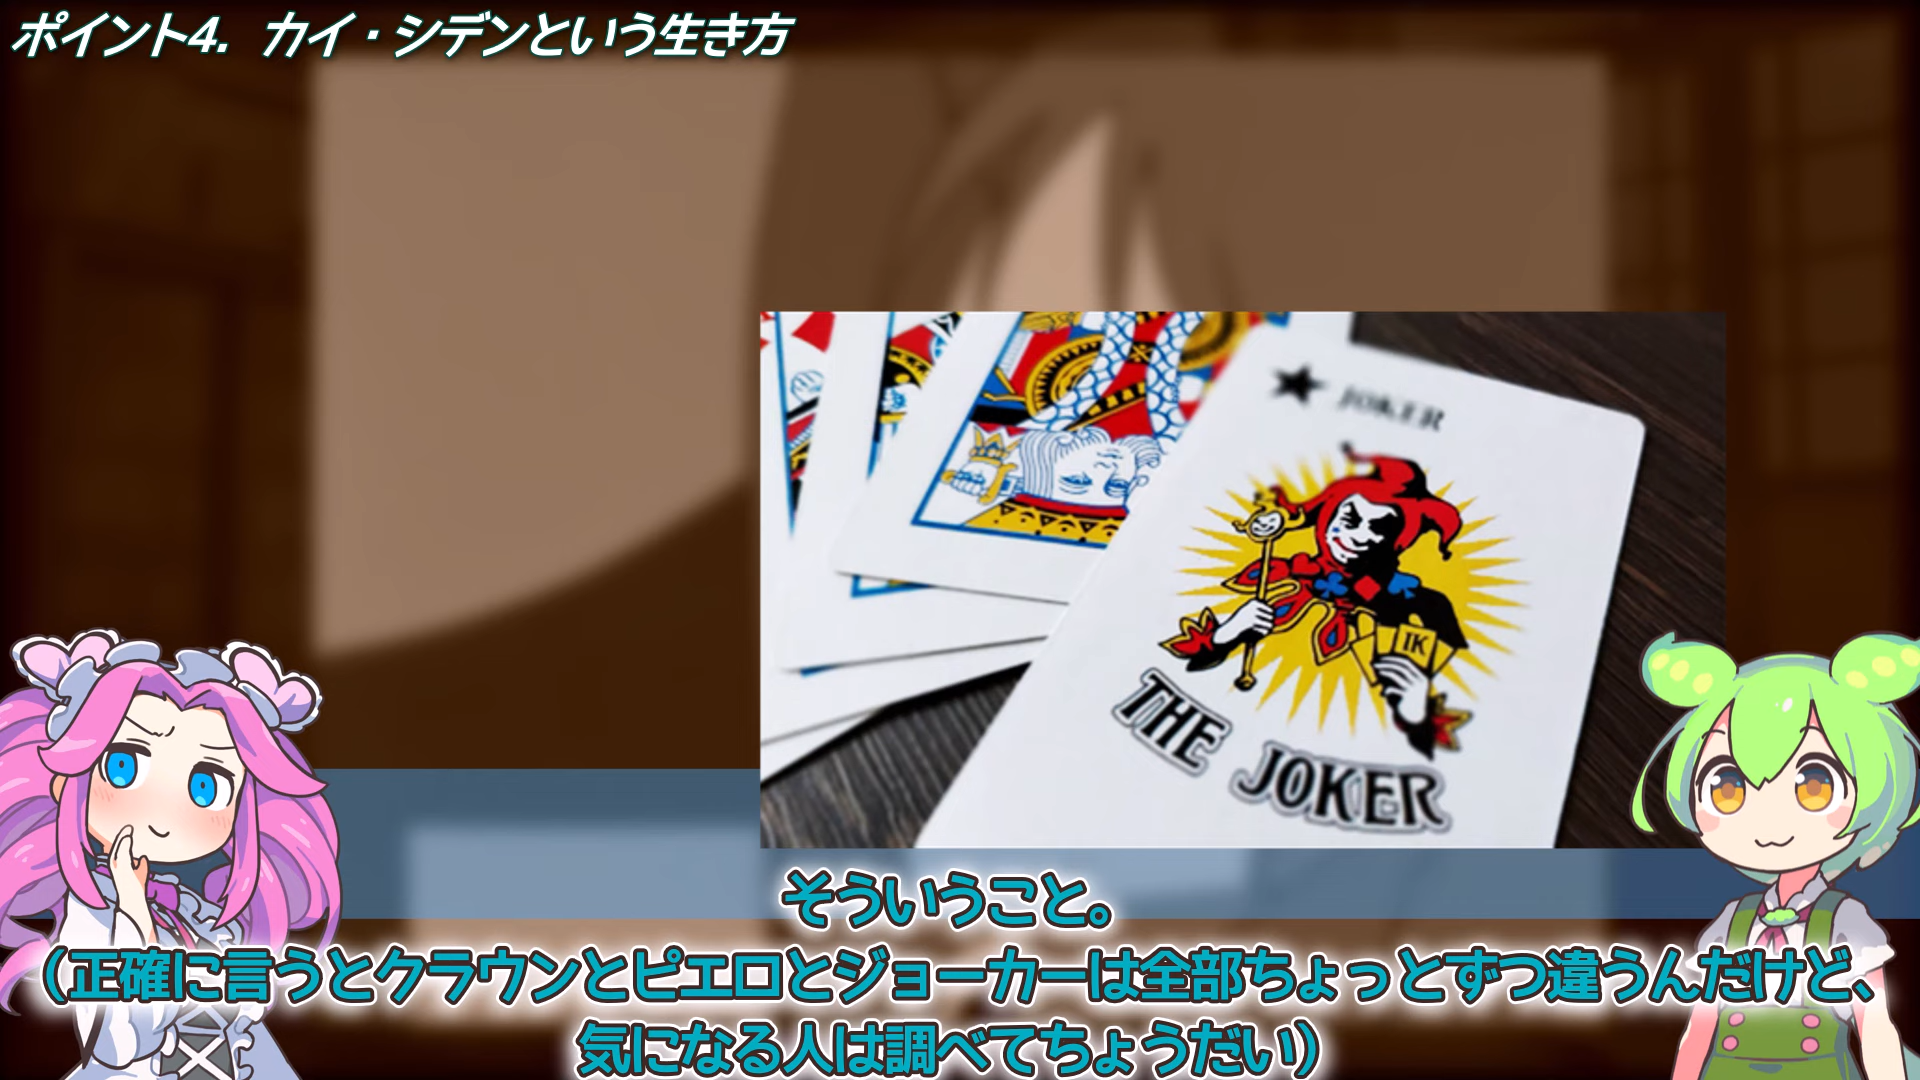 ポイント4. カイ・シデンという生き方
JOKER
IK
THE JOKER
そういうこと。
（正確に言うとクラウンとピエロとジョーカーは全部ちょっとずつ違うんだけど、
気になる人は調べてちょうだい）